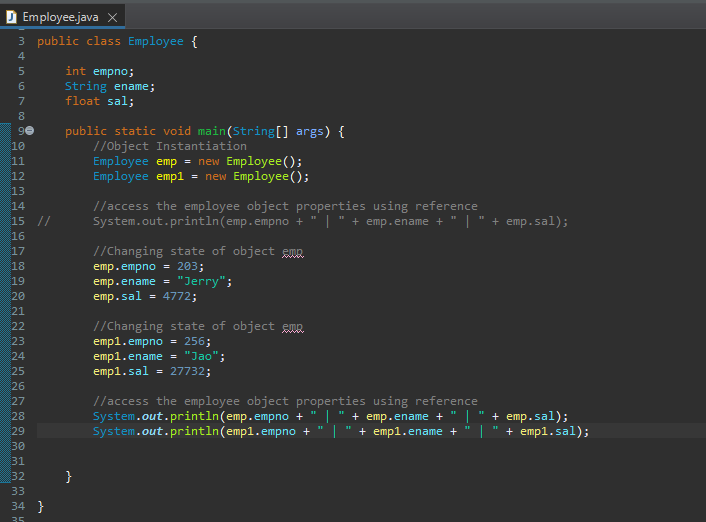 Employee.java
3 public class Employee {
4
5 int empno;
6 String ename;
7 float sal;
8
9 public static void main(String[] args) {
10 //Object Instantiation
11 Employee emp = new Employee();
12 Employee emp1 = new Employee();
13
14 //access the employee object properties using reference
15 // System.out.println(emp.empno + " | " + emp.ename + " | " + emp.sal);
16
17 //Changing state of object emp
18 emp.empno = 203;
19 emp.ename = "Jerry";
20 emp.sal = 4772;
21
22 //Changing state of object emp
23 emp1.empno = 256;
24 emp1.ename = "Jao";
25 emp1.sal = 27732;
26
27 //access the employee object properties using reference
28 System.out.println(emp.empno + " | " + emp.ename + " | " + emp.sal);
29 System.out.println(emp1.empno + " | " + emp1.ename + " | " + emp1.sal);
30
31
32 }
33
34 }
35